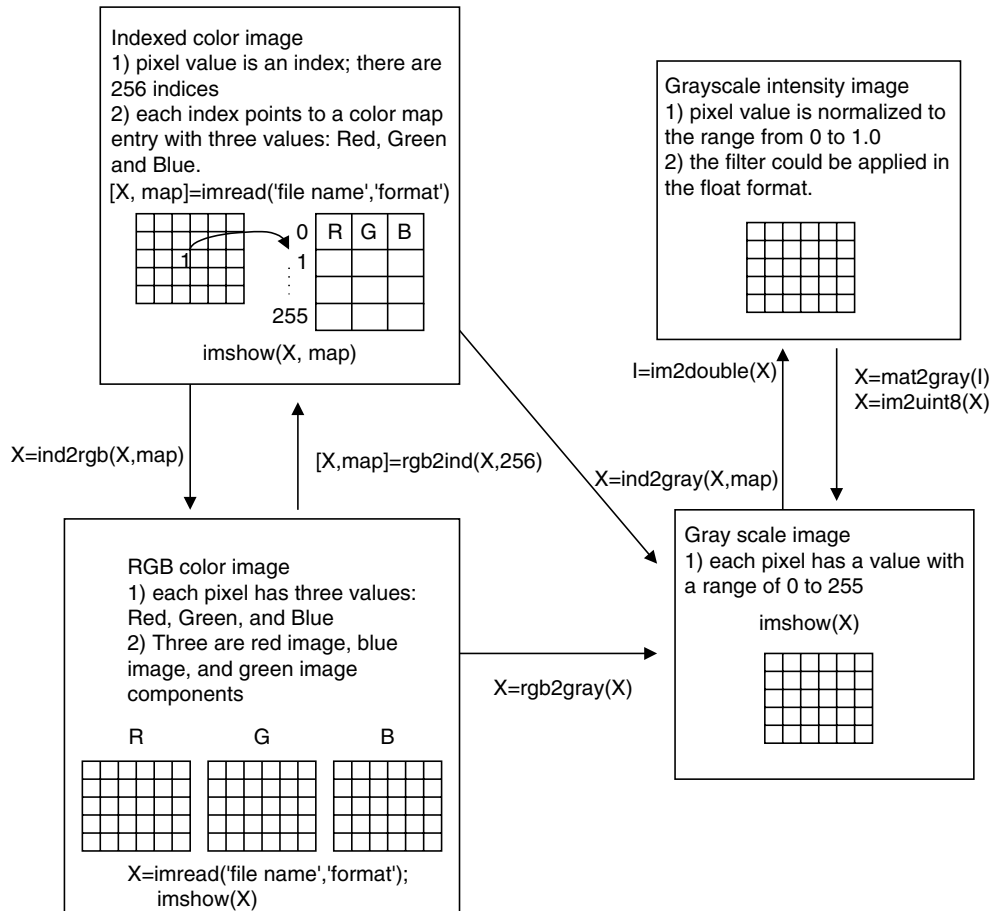 Indexed color image
1) pixel value is an index; there are
256 indices
2) each index points to a color map
entry with three values: Red, Green
and Blue.
[X, map]=imread('file name','format')
0 R G B
1 1
255
imshow(X, map)
Grayscale intensity image
1) pixel value is normalized to
the range from 0 to 1.0
2) the filter could be applied in
the float format.
I=im2double(X)
X=mat2gray(I)
X=im2uint8(X)
X=ind2rgb(X,map)
[X,map]=rgb2ind(X,256)
X=ind2gray(X,map)
RGB color image
1) each pixel has three values:
Red, Green, and Blue
2) Three are red image, blue
image, and green image
components
R G B
X=imread('file name','format');
imshow(X)
X=rgb2gray(X)
Gray scale image
1) each pixel has a value with
a range of 0 to 255
imshow(X)